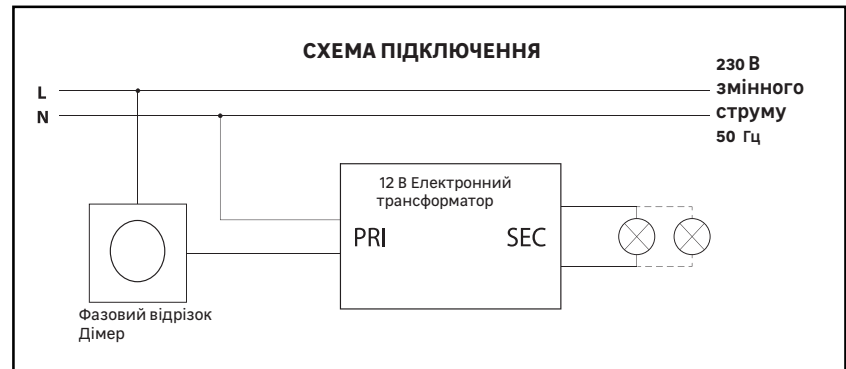 СХЕМА ПІДКЛЮЧЕННЯ
230 В
змінного
струму
50 Гц
L
N
12 В Електронний
трансформатор
PRI
SEC
Фазовий відрізок
Дімер